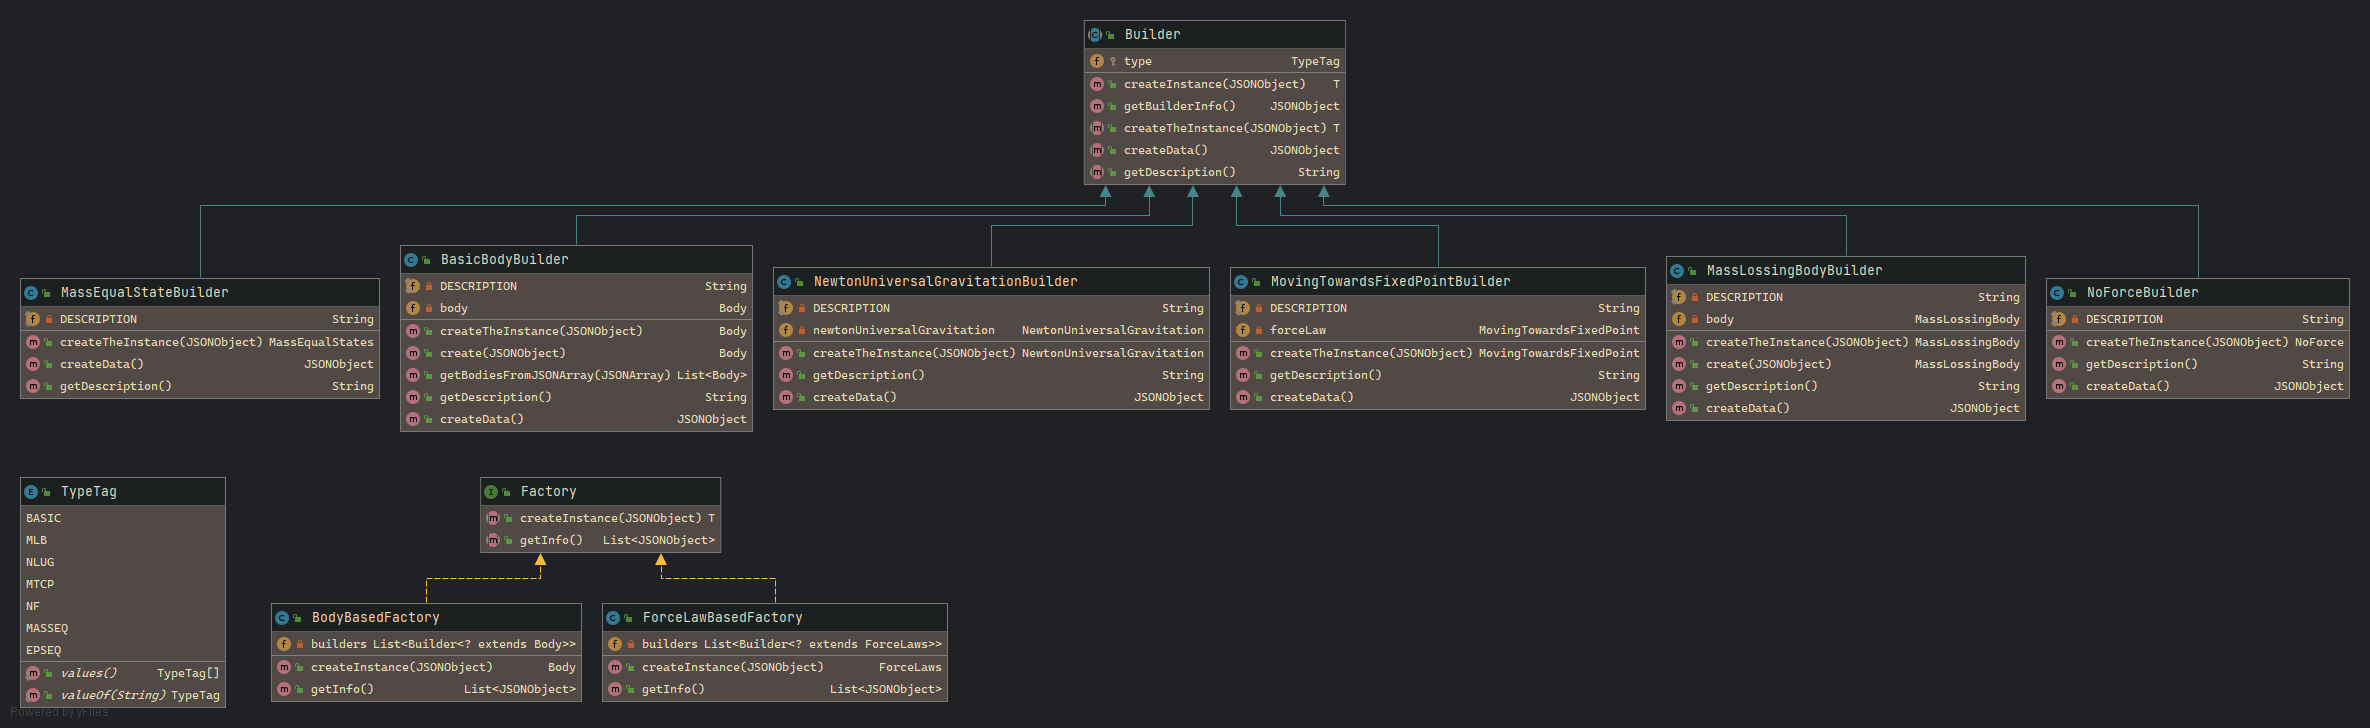 Builder
type TypeTag
createInstance(JSONObject) T
getBuilderInfo() JSONObject
createTheInstance(JSONObject) T
createData() JSONObject
getDescription() String
MassEqualStateBuilder
DESCRIPTION String
createTheInstance(JSONObject) MassEqualStates
createData() JSONObject
getDescription() String
BasicBodyBuilder
DESCRIPTION String
body Body
createTheInstance(JSONObject) Body
create(JSONObject) Body
getBodiesFromJSONArray(JSONArray) List<Body>
getDescription() String
createData() JSONObject
NewtonUniversalGravitationBuilder
DESCRIPTION String
newtonUniversalGravitation NewtonUniversalGravitation
createTheInstance(JSONObject) NewtonUniversalGravitation
getDescription() String
createData() JSONObject
MovingTowardsFixedPointBuilder
DESCRIPTION String
forceLaw MovingTowardsFixedPoint
createTheInstance(JSONObject) MovingTowardsFixedPoint
getDescription() String
createData() JSONObject
MassLossingBodyBuilder
DESCRIPTION String
body MassLossingBody
createTheInstance(JSONObject) MassLossingBody
create(JSONObject) MassLossingBody
getDescription() String
createData() JSONObject
NoForceBuilder
DESCRIPTION String
createTheInstance(JSONObject) NoForce
getDescription() String
createData() JSONObject
TypeTag
BASIC
MLB
NLUG
MTCP
NF
MASSEQ
EPSEQ
values() TypeTag[]
valueOf(String) TypeTag
Factory
createInstance(JSONObject) T
getInfo() List<JSONObject>
BodyBasedFactory
builders List<Builder<? extends Body>>
createInstance(JSONObject) Body
getInfo() List<JSONObject>
ForceLawBasedFactory
builders List<Builder<? extends ForceLaws>>
createInstance(JSONObject) ForceLaws
getInfo() List<JSONObject>
Powered by yFiles